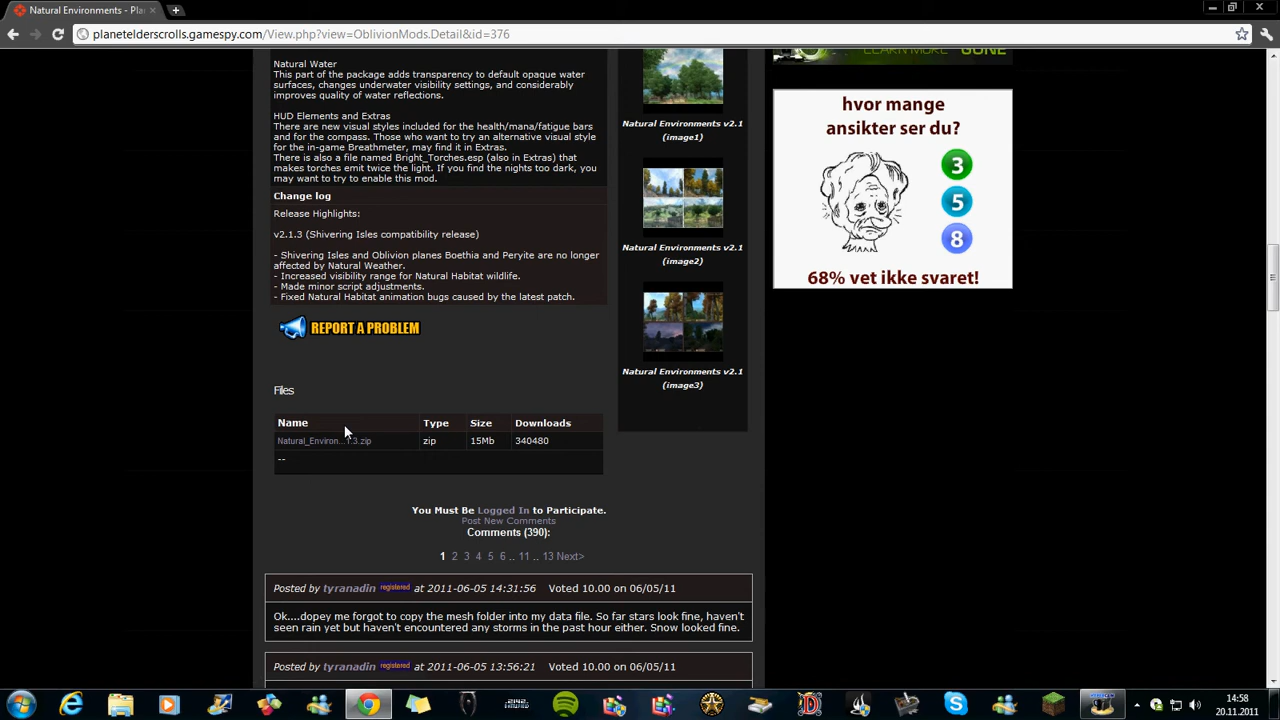 Natural Environments - Pla
planetelderscrolls.gamespy.com/View.php?view=OblivionMods.Detail&id=376
Natural Water
This part of the package adds transparency to default opaque water
surfaces, changes underwater visibility settings, and considerably
improves quality of water reflections.
HUD Elements and Extras
There are new visual styles included for the health/mana/fatigue bars
and for the compass. Those who want to try an alternative visual style
for the in-game Breathmeter, may find it in Extras.
There is also a file named Bright_Torches.esp (also in Extras) that
makes torches emit twice the light. If you find the nights too dark, you
may want to try to enable this mod.
Change log
Release Highlights:
v2.1.3 (Shivering Isles compatibility release)
- Shivering Isles and Oblivion planes Boethia and Peryite are no longer
affected by Natural Weather.
- Increased visibility range for Natural Habitat wildlife.
- Made minor script adjustments.
- Fixed Natural Habitat animation bugs caused by the latest patch.
REPORT A PROBLEM
Files
Name Type Size Downloads
Natural_Environ...1.3.zip zip 15Mb 340480
--
Natural Environments v2.1
(image1)
Natural Environments v2.1
(image2)
Natural Environments v2.1
(image3)
LEARN MORE GONE
hvor mange
ansikter ser du?
3
5
8
68% vet ikke svaret!
You Must Be Logged In to Participate.
Post New Comments
Comments (390):
1 2 3 4 5 6 .. 11 .. 13 Next>
Posted by tyranadin registered at 2011-06-05 14:31:56 Voted 10.00 on 06/05/11
Ok....dopey me forgot to copy the mesh folder into my data file. So far stars look fine, haven't
seen rain yet but haven't encountered any storms in the past hour either. Snow looked fine.
Posted by tyranadin registered at 2011-06-05 13:56:21 Voted 10.00 on 06/05/11
14:58
20.11.2011